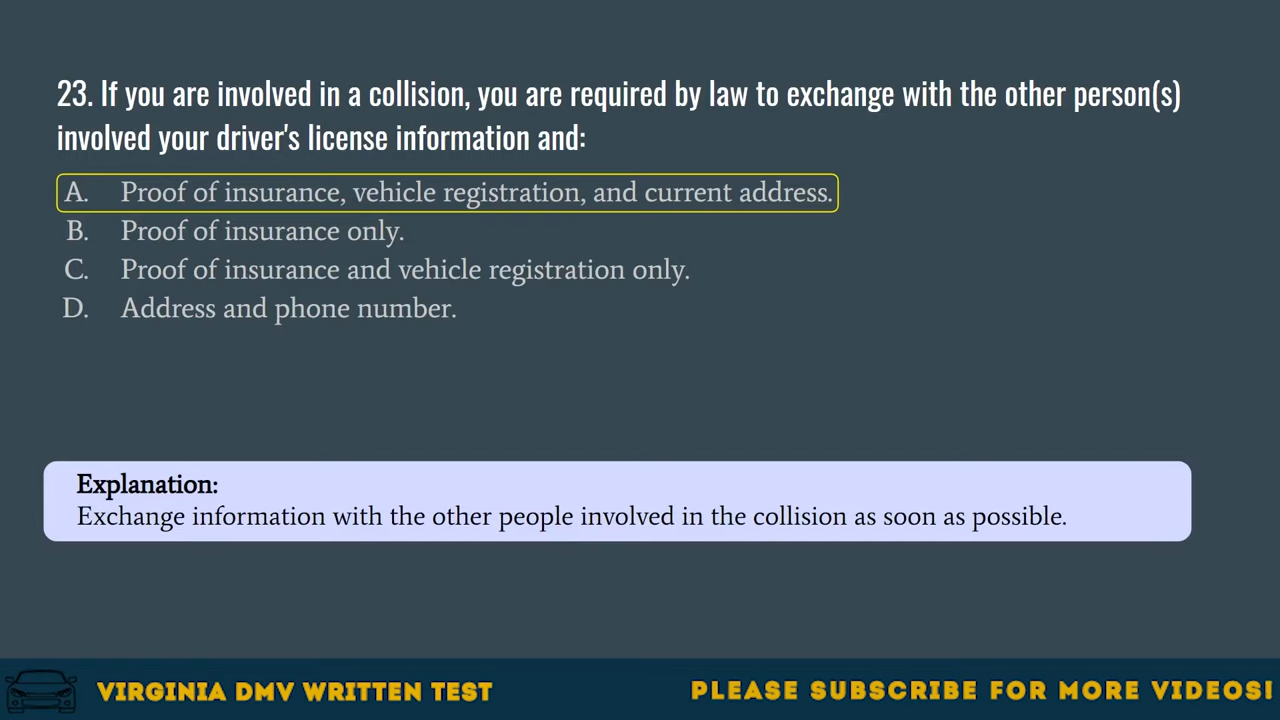 23. If you are involved in a collision, you are required by law to exchange with the other person(s)
involved your driver's license information and:
A. Proof of insurance, vehicle registration, and current address.
B. Proof of insurance only.
C. Proof of insurance and vehicle registration only.
D. Address and phone number.
Explanation:
Exchange information with the other people involved in the collision as soon as possible.
VIRGINIA DMV WRITTEN TEST
PLEASE SUBSCRIBE FOR MORE VIDEOS!